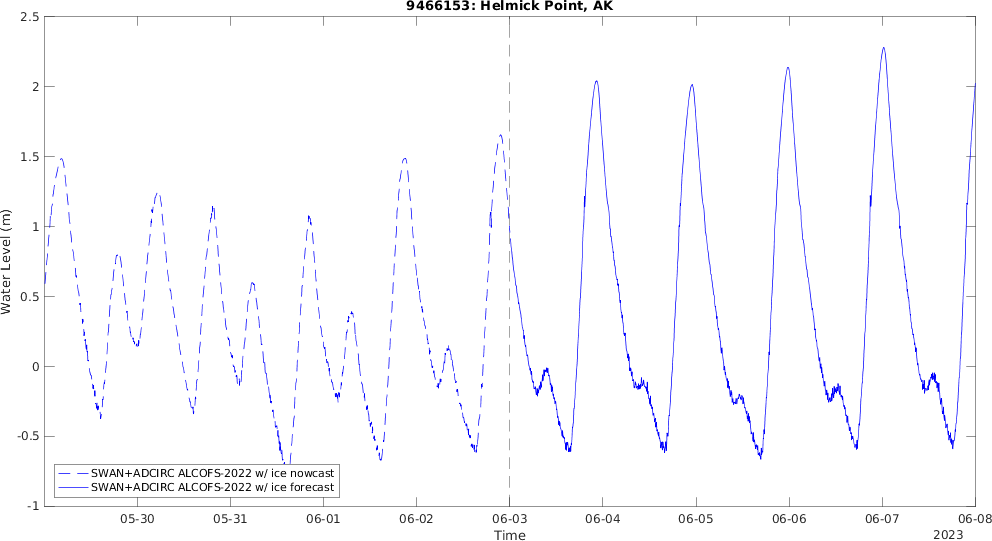 9466153: Helmick Point, AK
2.5
2
1.5
1
0.5
0
-0.5
-1
Water Level (m)
SWAN+ADCIRC ALCOFS-2022 w/ ice nowcast
SWAN+ADCIRC ALCOFS-2022 w/ ice forecast
05-30 05-31 06-01 06-02 06-03 06-04 06-05 06-06 06-07 06-08
Time
2023